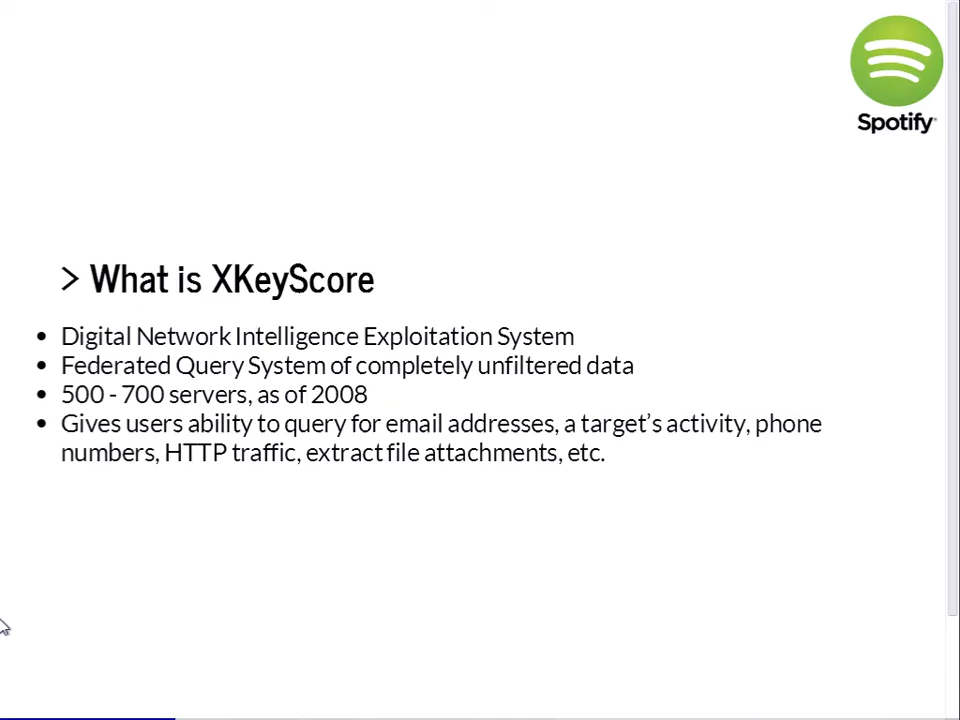 Spotify
> What is XKeyScore
• Digital Network Intelligence Exploitation System
• Federated Query System of completely unfiltered data
• 500 - 700 servers, as of 2008
• Gives users ability to query for email addresses, a target’s activity, phone
numbers, HTTP traffic, extract file attachments, etc.